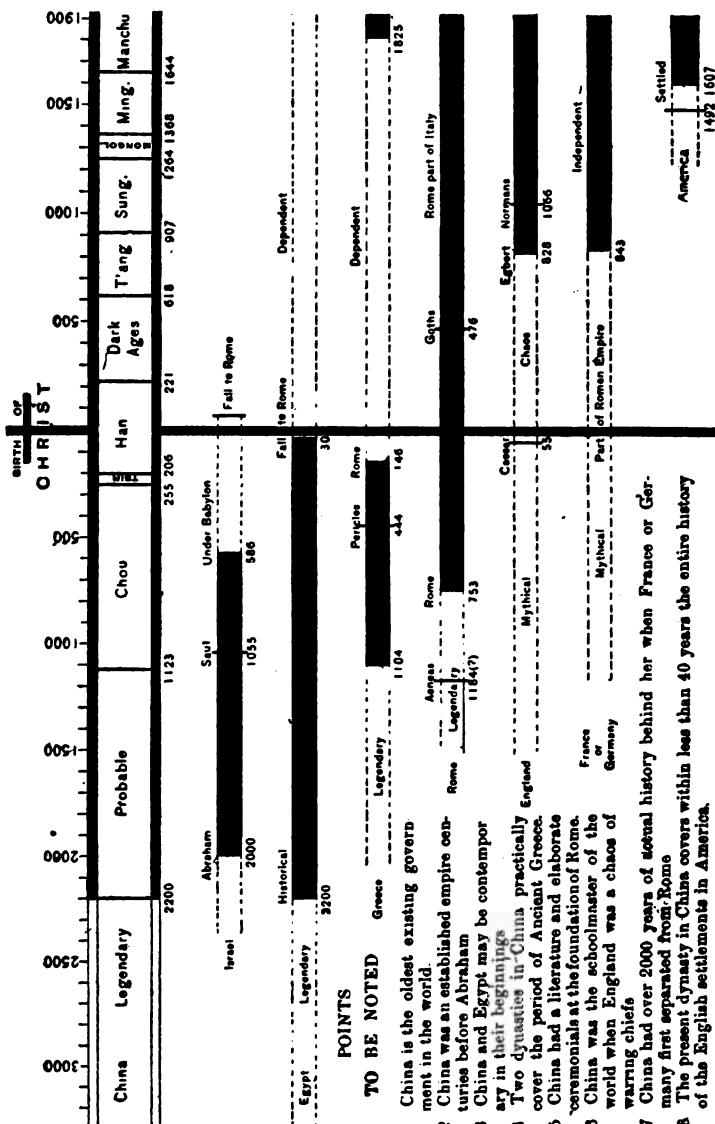 BIRTH OF
CHRIST
3000 2500 2000 1500 1000 500 500 1000 1500 1900
China Legendary Probable Chou TSIN Han Dark Ages T'ang Sung. MONGOL Ming. Manchu
2200 1123 255 206 221 618 907 1264 1368 1644
Abraham Saul Under Babylon Fall to Rome
Israel
2000 1055 586
Historical Fall to Rome Dependent
Egypt Legendary
2200 30
Pericles Rome
Greece Legendary Dependent
1104 444 146 1825
Aeneas Rome Goths Rome part of Italy
Rome Legendary
1184(?) 753 476
Caesar Egbert Normans
England Mythical Chaos
55 828 1066
France or Germany Mythical Part of Roman Empire Independent
843
Settled
America
1492 1607
POINTS
TO BE NOTED
China is the oldest existing govern-
ment in the world.
2 China was an established empire cen-
turies before Abraham
3 China and Egypt may be contempor
ary in their beginnings
4 Two dynasties in China practically
cover the period of Ancient Greece.
5 China had a literature and elaborate
ceremonials at the foundation of Rome.
6 China was the schoolmaster of the
world when England was a chaos of
warring chiefs
7 China had over 2000 years of actual history behind her when France or Ger-
many first separated from Rome
8 The present dynasty in China covers within less than 40 years the entire history
of the English settlements in America.